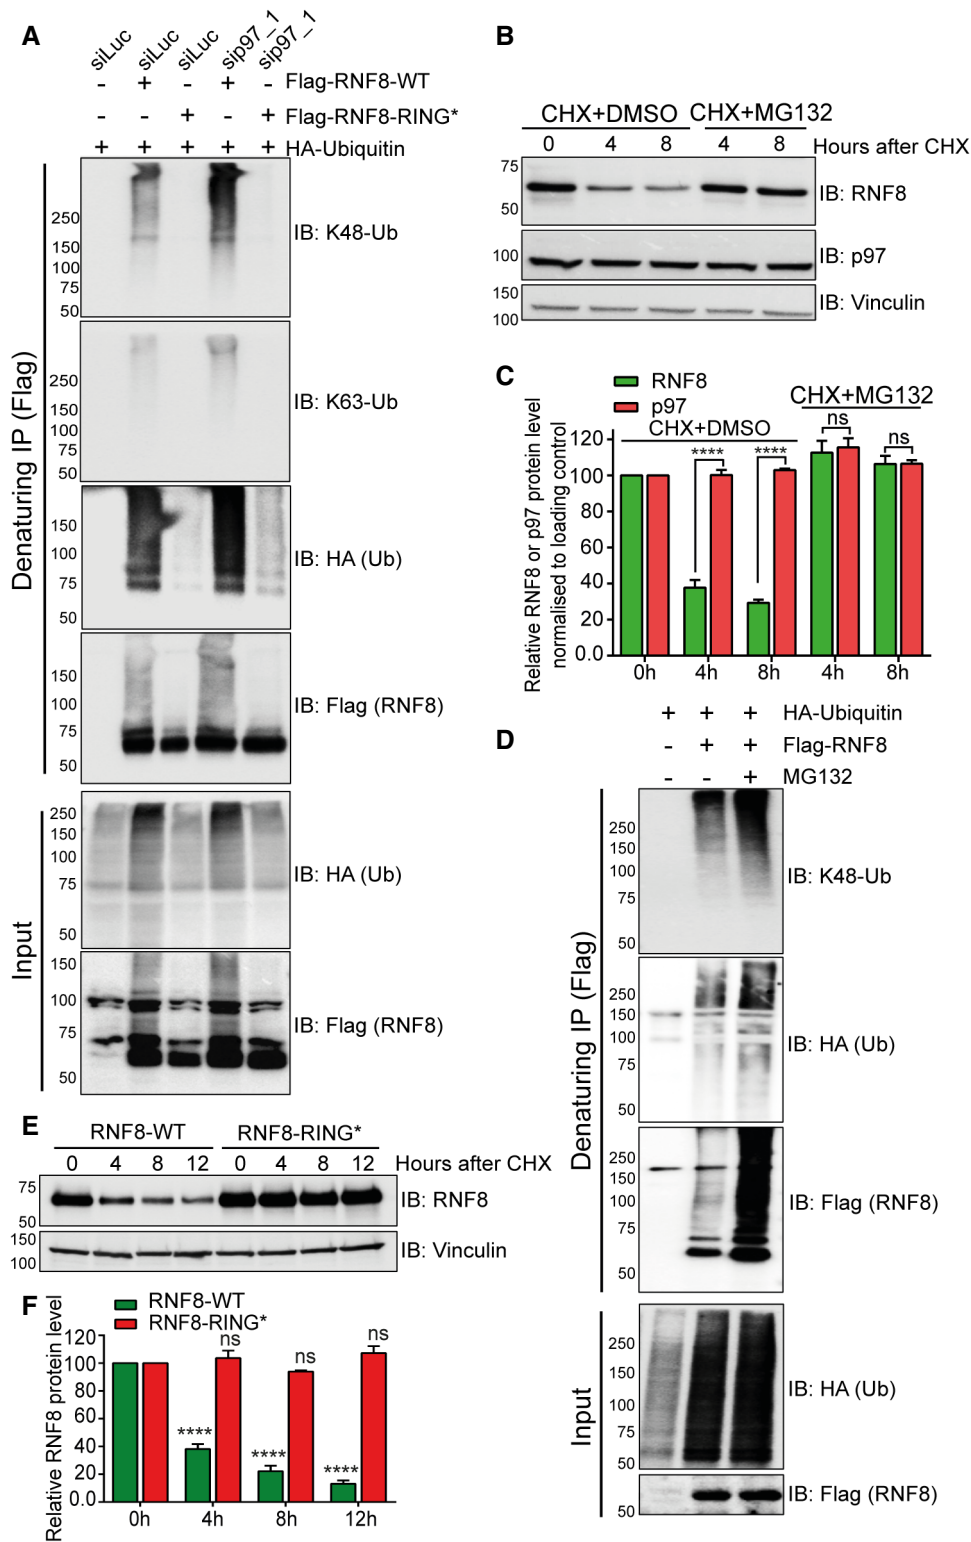 A
siLuc siLuc siLuc sip97_1 sip97_1
- + - + - Flag-RNF8-WT
- - + - + Flag-RNF8-RING*
+ + + + + HA-Ubiquitin
Denaturing IP (Flag)
250
150
100
75
50
IB: K48-Ub
250
150
100
75
50
IB: K63-Ub
150
100
75
50
IB: HA (Ub)
150
100
75
50
IB: Flag (RNF8)
Input
250
150
100
75
50
IB: HA (Ub)
150
100
75
50
IB: Flag (RNF8)
B
CHX+DMSO CHX+MG132
0 4 8 4 8 Hours after CHX
75
50
IB: RNF8
100
IB: p97
150
100
IB: Vinculin
C
RNF8
p97
CHX+DMSO
CHX+MG132
**** **** ns ns
Relative RNF8 or p97 protein level
normalised to loading control
120
100
80
60
40
20
0.0
0h 4h 8h 4h 8h
D
+ + + HA-Ubiquitin
- + + Flag-RNF8
- - + MG132
Denaturing IP (Flag)
250
150
100
75
50
IB: K48-Ub
250
150
100
75
50
IB: HA (Ub)
250
150
100
75
50
IB: Flag (RNF8)
Input
250
150
100
75
50
IB: HA (Ub)
50
IB: Flag (RNF8)
E
RNF8-WT RNF8-RING*
0 4 8 12 0 4 8 12 Hours after CHX
75
50
IB: RNF8
150
100
IB: Vinculin
F
RNF8-WT
RNF8-RING*
Relative RNF8 protein level
120
100
80
60
40
20
0.0
**** ns **** ns **** ns
0h 4h 8h 12h